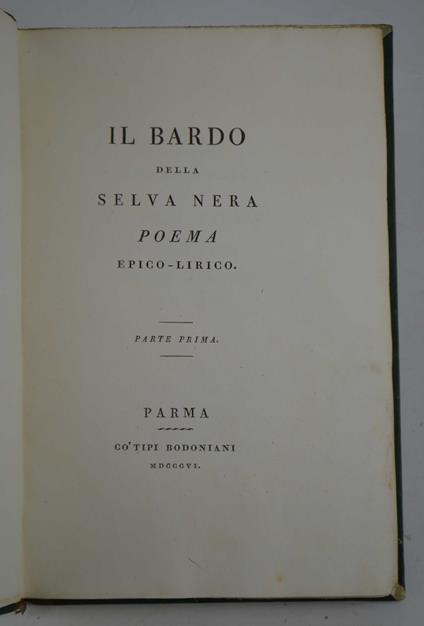 IL BARDO
DELLA
SELVA NERA
POEMA
EPICO-LIRICO.
PARTE PRIMA.
PARMA
CO' TIPI BODONIANI
MDCCCVI.